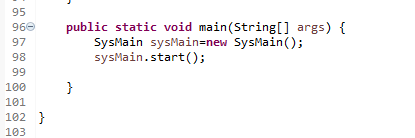 95
96 public static void main(String[] args) {
97 SysMain sysMain=new SysMain();
98 sysMain.start();
99
100 }
101
102 }
103